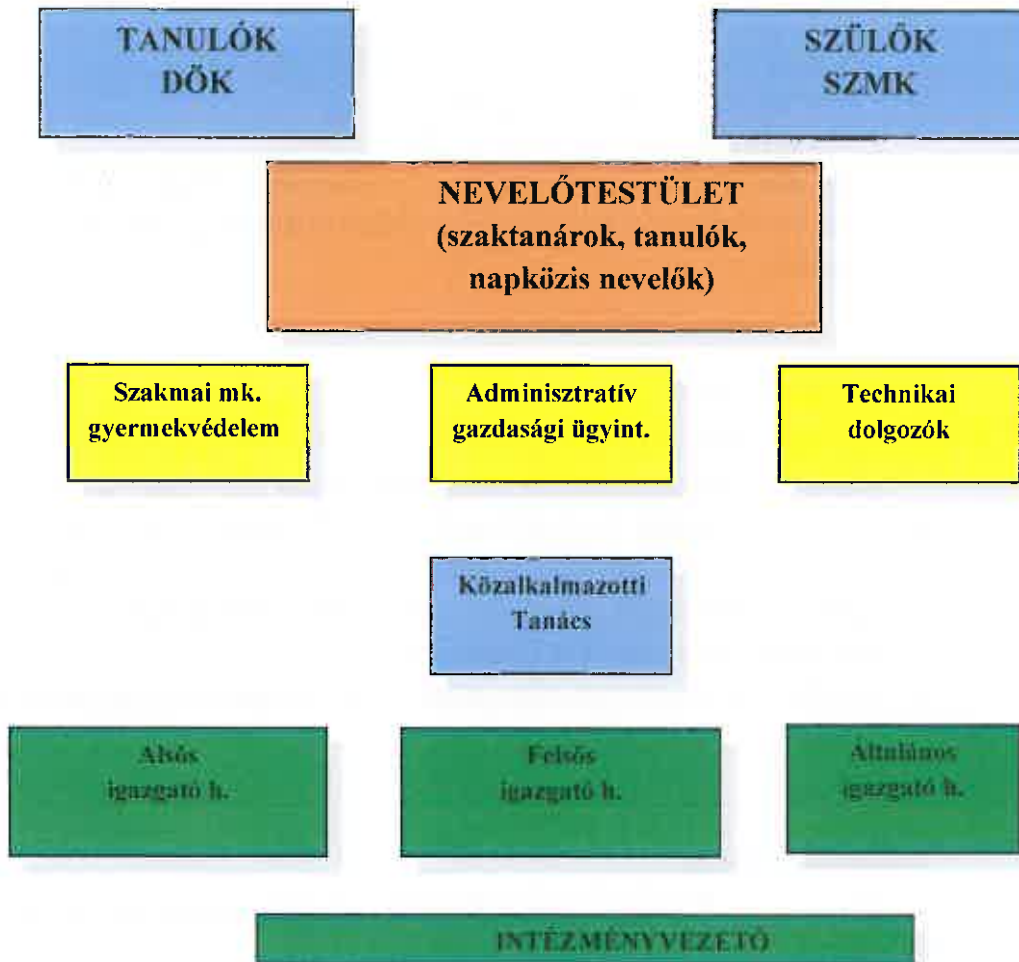 TANULÓK
DÖK
SZÜLŐK
SZMK
NEVELŐTESTÜLET
(szaktanárok, tanulók,
napközis nevelők)
Szakmai mk.
gyermekvédelem
Adminisztratív
gazdasági ügyint.
Technikai
dolgozók
Közalkalmazotti
Tanács
Alsós
igazgató h.
Felsős
igazgató h.
Általános
igazgató h.
INTÉZMÉNYVEZETŐ